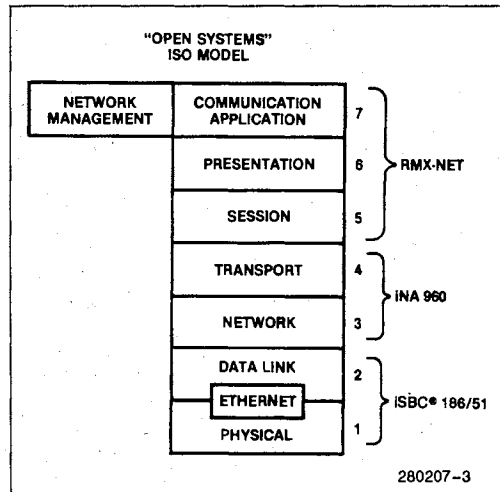 "OPEN SYSTEMS"
ISO MODEL
NETWORK
MANAGEMENT
COMMUNICATION
APPLICATION
7
PRESENTATION
6
RMX-NET
SESSION
5
TRANSPORT
4
iNA 960
NETWORK
3
DATA LINK
2
ETHERNET
iSBC® 186/51
PHYSICAL
1
280207-3